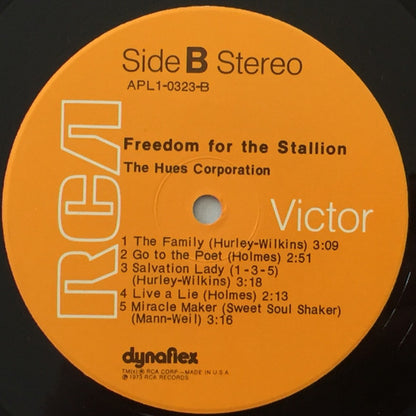 Side B Stereo
APL1-0323-B
RCA
Freedom for the Stallion
The Hues Corporation
Victor
1 The Family (Hurley-Wilkins) 3:09
2 Go to the Poet (Holmes) 2:51
3 Salvation Lady (1-3-5)
(Hurley-Wilkins) 3:18
4 Live a Lie (Holmes) 2:13
5 Miracle Maker (Sweet Soul Shaker)
(Mann-Weil) 3:16
dynaflex
TM(s) ® RCA CORP.-MADE IN U.S.A
℗ 1973 RCA RECORDS